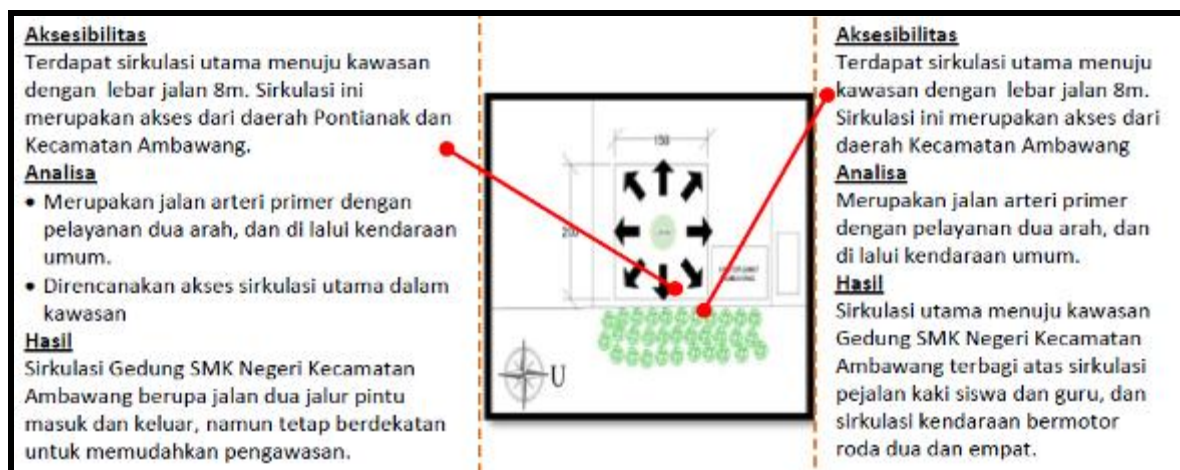 Aksesibilitas
Terdapat sirkulasi utama menuju kawasan
dengan lebar jalan 8m. Sirkulasi ini
merupakan akses dari daerah Pontianak dan
Kecamatan Ambawang.
Analisa
• Merupakan jalan arteri primer dengan
pelayanan dua arah, dan di lalui kendaraan
umum.
• Direncanakan akses sirkulasi utama dalam
kawasan
Hasil
Sirkulasi Gedung SMK Negeri Kecamatan
Ambawang berupa jalan dua jalur pintu
masuk dan keluar, namun tetap berdekatan
untuk memudahkan pengawasan.
150
200
U
Aksesibilitas
Terdapat sirkulasi utama menuju
kawasan dengan lebar jalan 8m.
Sirkulasi ini merupakan akses dari
daerah Kecamatan Ambawang
Analisa
Merupakan jalan arteri primer
dengan pelayanan dua arah, dan
di lalui kendaraan umum.
Hasil
Sirkulasi utama menuju kawasan
Gedung SMK Negeri Kecamatan
Ambawang terbagi atas sirkulasi
pejalan kaki siswa dan guru, dan
sirkulasi kendaraan bermotor
roda dua dan empat.